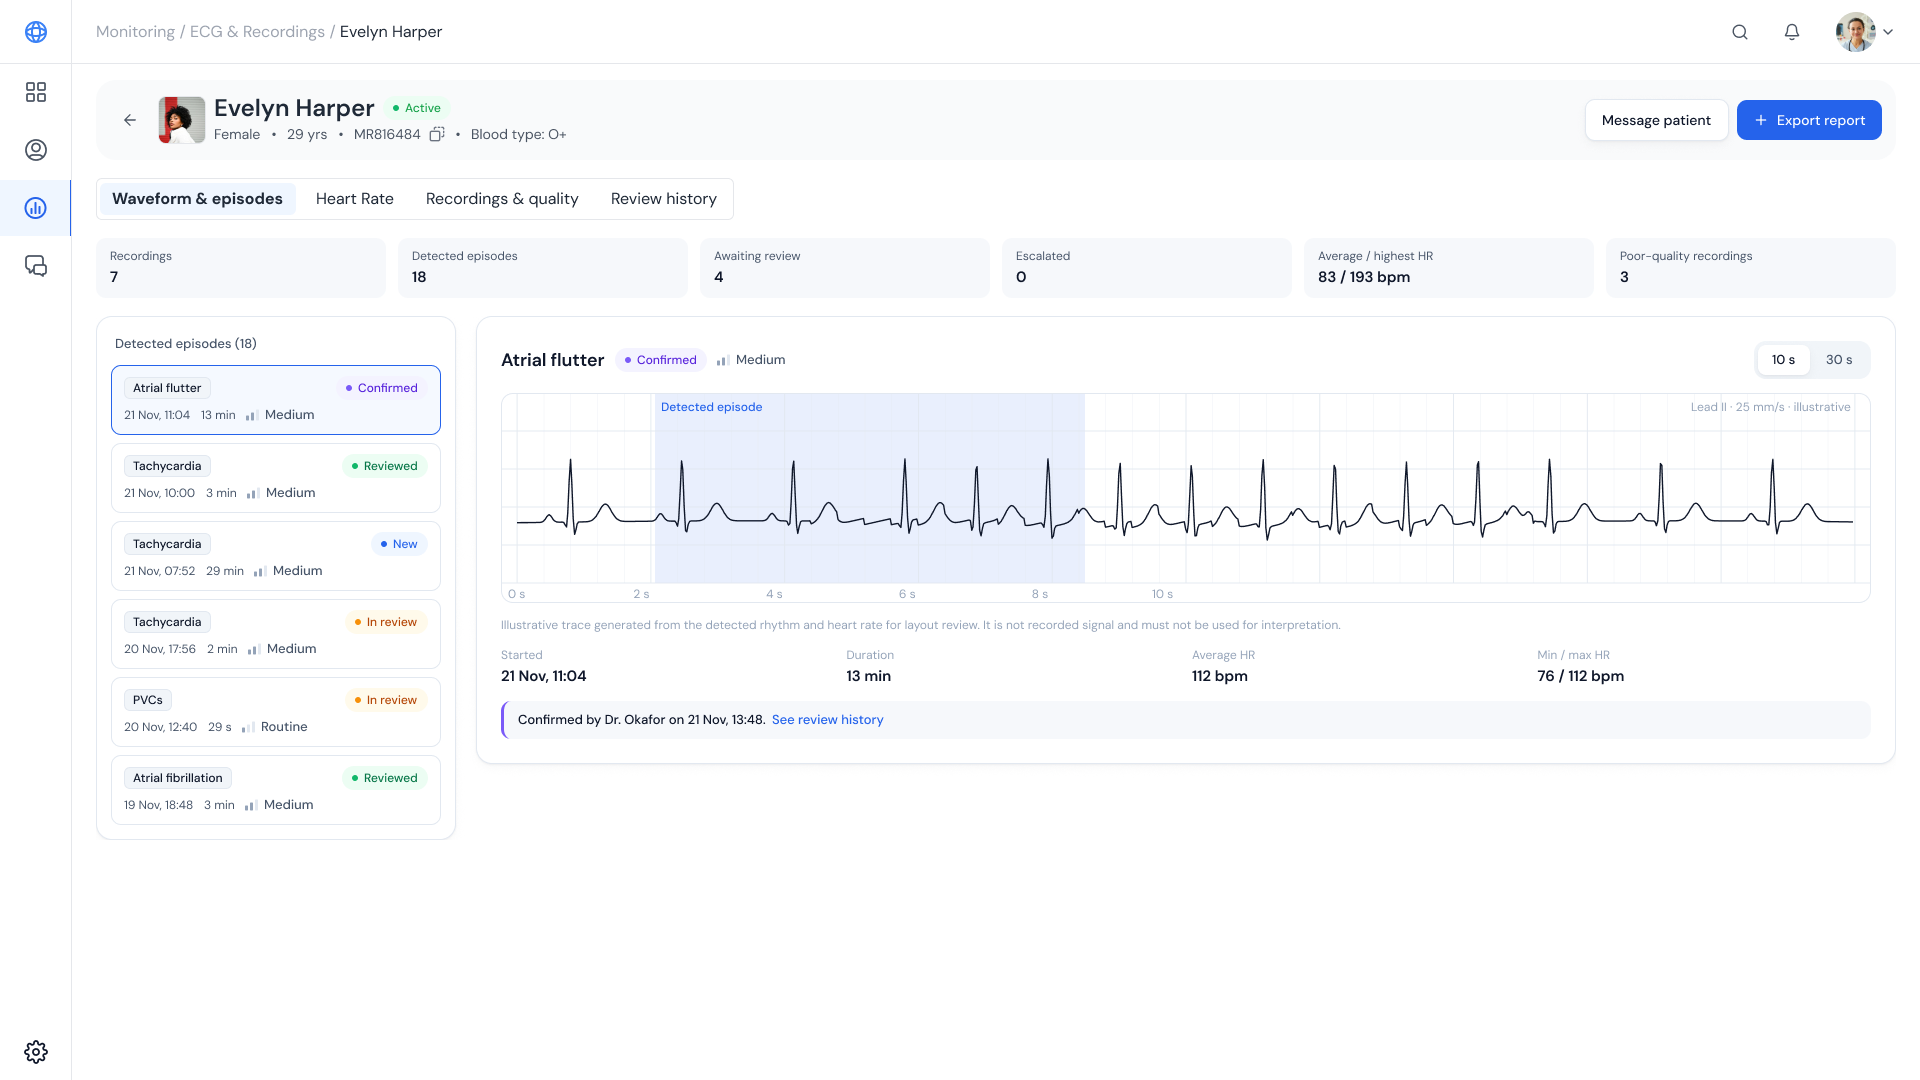 Monitoring / ECG & Recordings / Evelyn Harper
Evelyn Harper
Active
Female • 29 yrs • MR816484 • Blood type: O+
Message patient
Export report
Waveform & episodes
Heart Rate
Recordings & quality
Review history
Recordings
7
Detected episodes
18
Awaiting review
4
Escalated
0
Average / highest HR
83 / 193 bpm
Poor-quality recordings
3
Detected episodes (18)
Atrial flutter
Confirmed
21 Nov, 11:04 13 min Medium
Tachycardia
Reviewed
21 Nov, 10:00 3 min Medium
Tachycardia
New
21 Nov, 07:52 29 min Medium
Tachycardia
In review
20 Nov, 17:56 2 min Medium
PVCs
In review
20 Nov, 12:40 29 s Routine
Atrial fibrillation
Reviewed
19 Nov, 18:48 3 min Medium
Atrial flutter
Confirmed
Medium
10 s
30 s
Detected episode
Lead II · 25 mm/s · illustrative
0 s 2 s 4 s 6 s 8 s 10 s
Illustrative trace generated from the detected rhythm and heart rate for layout review. It is not recorded signal and must not be used for interpretation.
Started
21 Nov, 11:04
Duration
13 min
Average HR
112 bpm
Min / max HR
76 / 112 bpm
Confirmed by Dr. Okafor on 21 Nov, 13:48. See review history